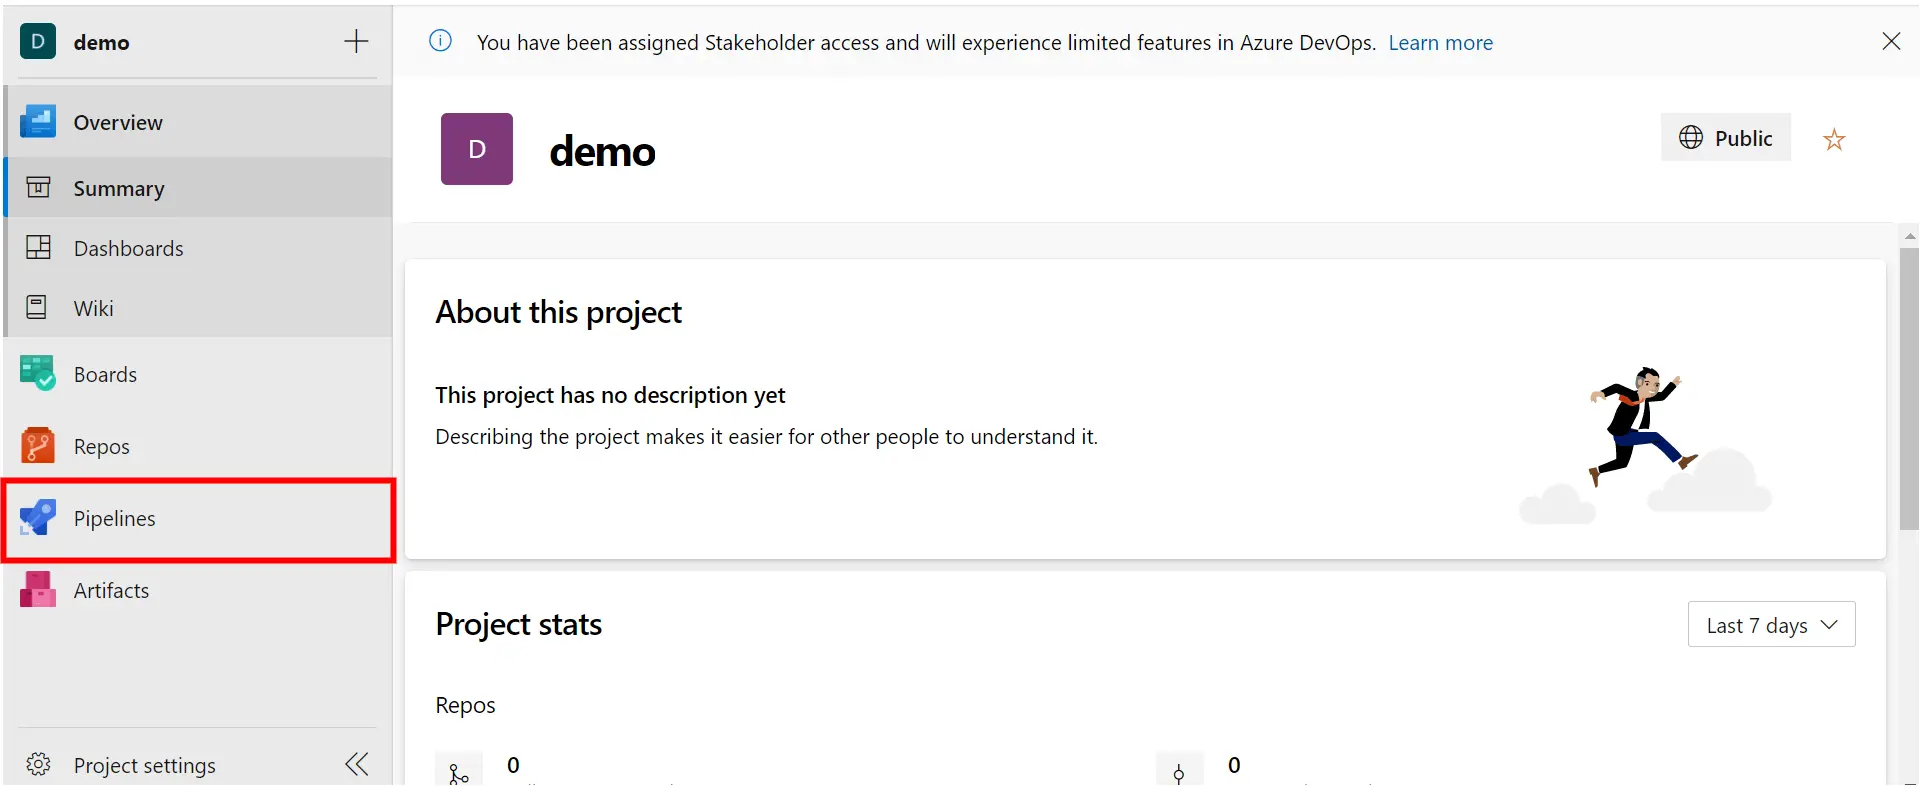 D demo
You have been assigned Stakeholder access and will experience limited features in Azure DevOps. Learn more
Overview
Summary
Dashboards
Wiki
Boards
Repos
Pipelines
Artifacts
Project settings
D
demo
Public
About this project
This project has no description yet
Describing the project makes it easier for other people to understand it.
Project stats
Last 7 days
Repos
0
0